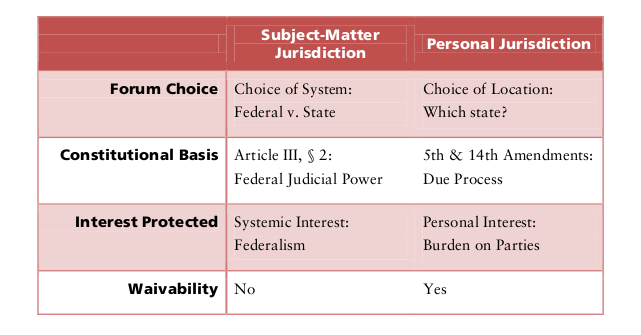 Subject-Matter
Jurisdiction
Personal Jurisdiction
Forum Choice
Choice of System:
Federal v. State
Choice of Location:
Which state?
Constitutional Basis
Article III, § 2:
Federal Judicial Power
5th & 14th Amendments:
Due Process
Interest Protected
Systemic Interest:
Federalism
Personal Interest:
Burden on Parties
Waivability
No
Yes